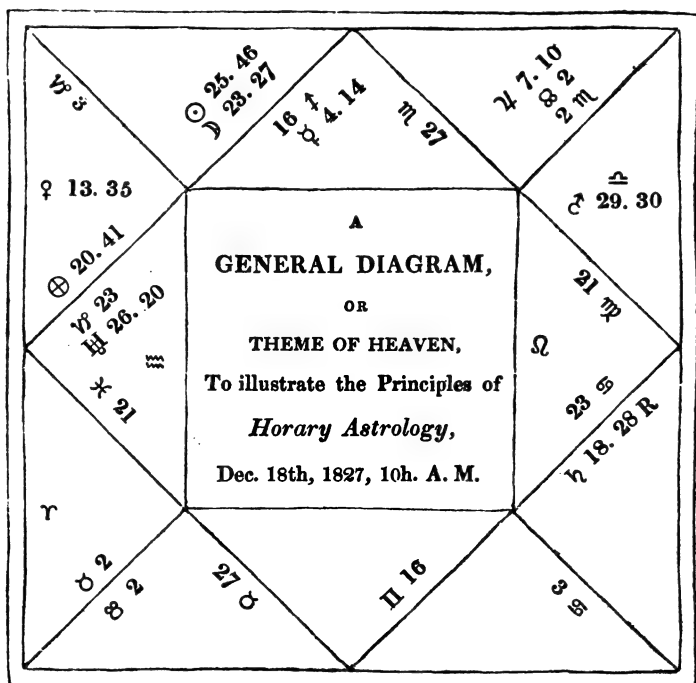 ♑ 3
☉ 25. 46
☽ 23. 27
16 ♐
☿ 4. 14
♏ 27
♃ 7. 10
☊ 2
2 ♏
♀ 13. 35
♎
♂ 29. 30
⊕ 20. 41
♑ 23
♅ 26. 20
♒
♓ 21
A
GENERAL DIAGRAM,
OR
THEME OF HEAVEN,
To illustrate the Principles of
Horary Astrology,
Dec. 18th, 1827, 10h. A. M.
21 ♍
♌
23 ♋
♄ 18. 28 R
♈
♉ 2
☋ 2
27 ♉
♊ 16
3 ♋